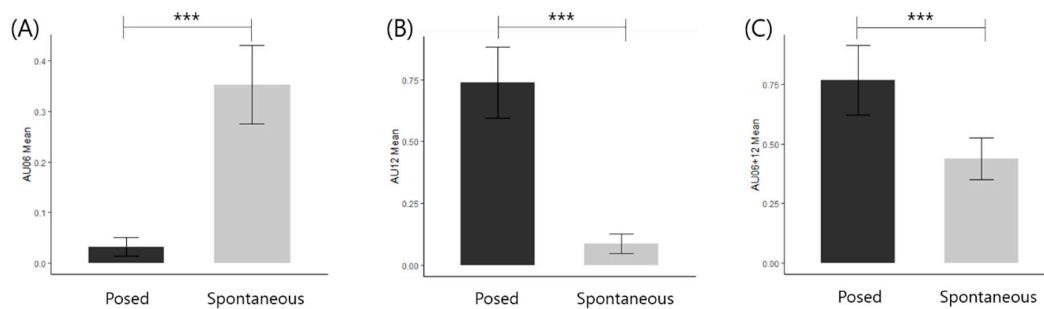 (A)
***
AU06 Mean
0.4
0.3
0.2
0.1
0.0
Posed Spontaneous
(B)
***
AU12 Mean
0.75
0.50
0.25
0.00
Posed Spontaneous
(C)
***
AU06+12 Mean
0.75
0.50
0.25
0.00
Posed Spontaneous